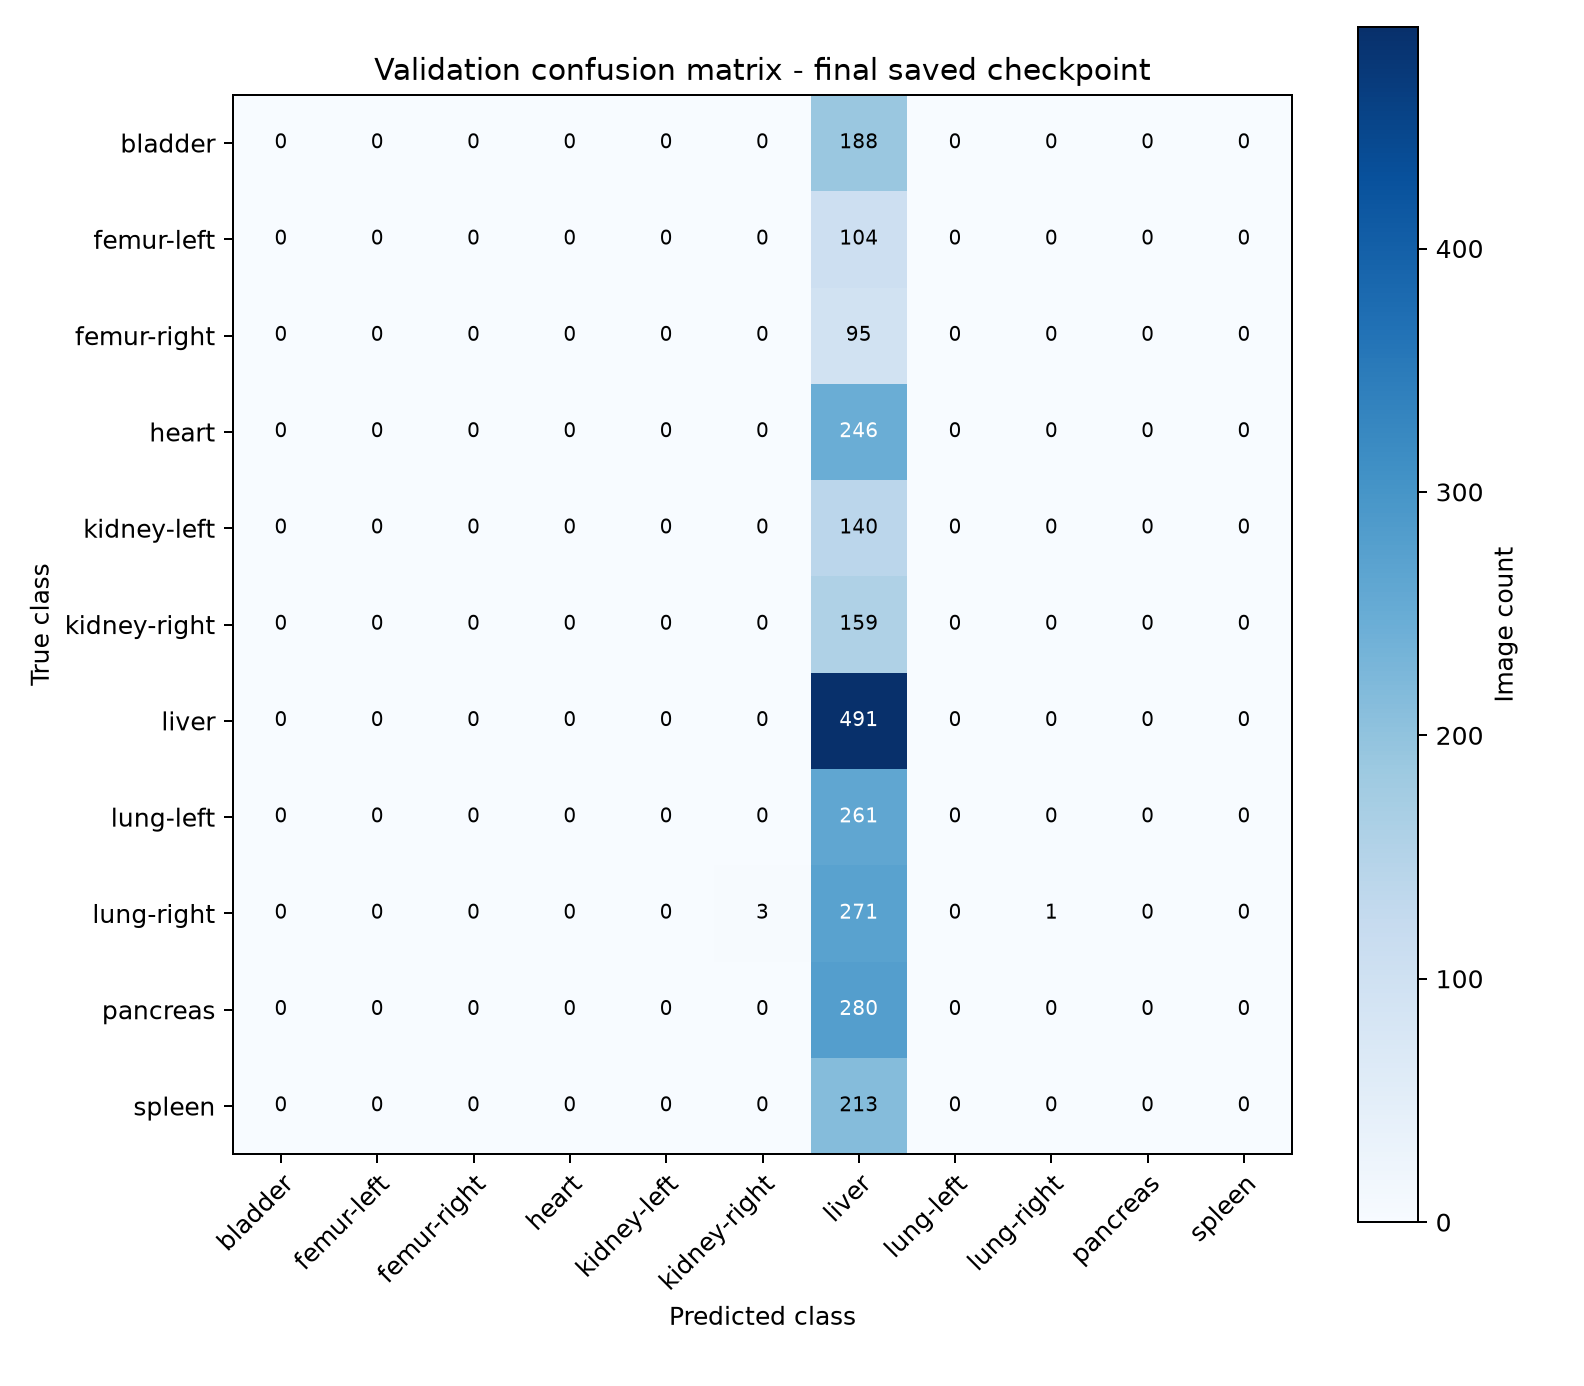 Validation confusion matrix - final saved checkpoint
bladder 0 0 0 0 0 0 188 0 0 0 0
femur-left 0 0 0 0 0 0 104 0 0 0 0
femur-right 0 0 0 0 0 0 95 0 0 0 0
heart 0 0 0 0 0 0 246 0 0 0 0
kidney-left 0 0 0 0 0 0 140 0 0 0 0
kidney-right 0 0 0 0 0 0 159 0 0 0 0
liver 0 0 0 0 0 0 491 0 0 0 0
lung-left 0 0 0 0 0 0 261 0 0 0 0
lung-right 0 0 0 0 0 3 271 0 1 0 0
pancreas 0 0 0 0 0 0 280 0 0 0 0
spleen 0 0 0 0 0 0 213 0 0 0 0
True class
bladder femur-left femur-right heart kidney-left kidney-right liver lung-left lung-right pancreas spleen
Predicted class
400
300
200
100
0
Image count